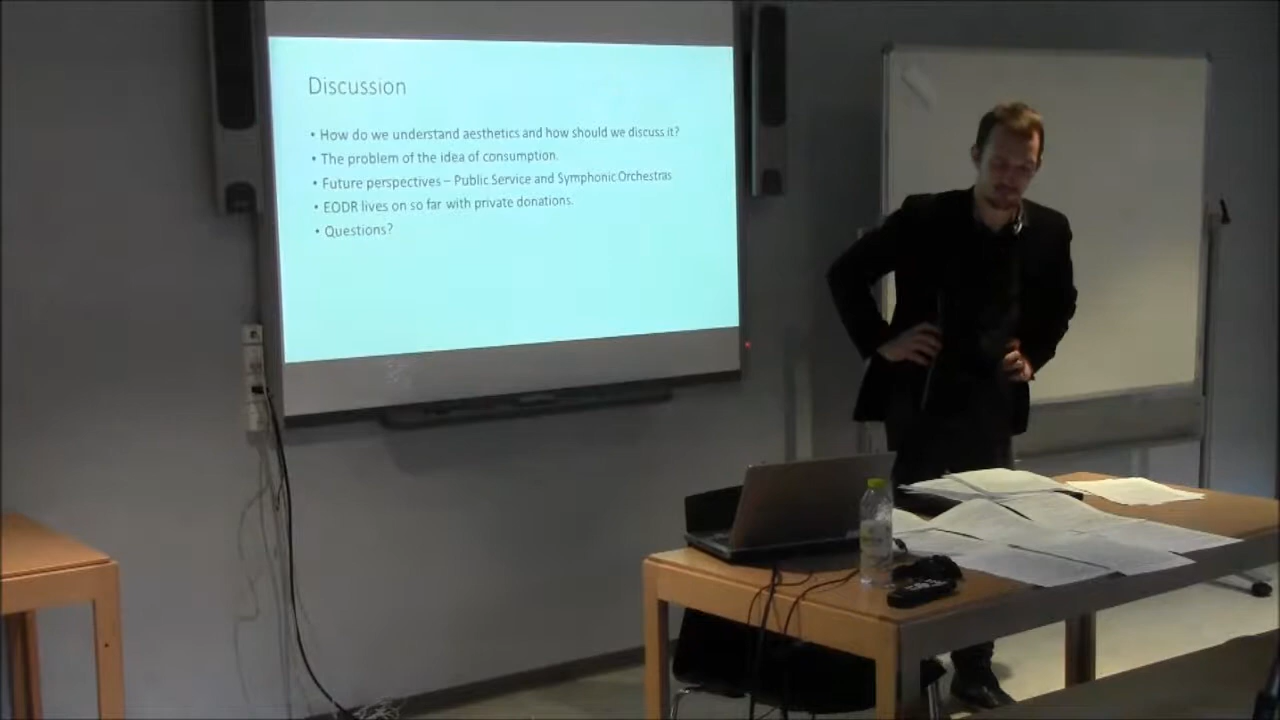 Discussion
• How do we understand aesthetics and how should we discuss it?
• The problem of the idea of consumption.
• Future perspectives – Public Service and Symphonic Orchestras
• EODR lives on so far with private donations.
• Questions?